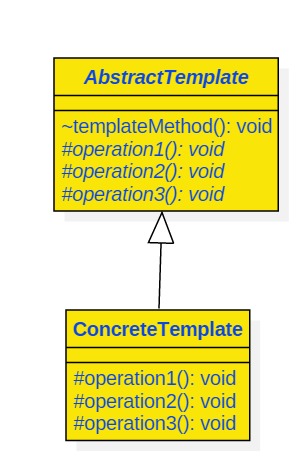 AbstractTemplate
~templateMethod(): void
#operation1(): void
#operation2(): void
#operation3(): void
ConcreteTemplate
#operation1(): void
#operation2(): void
#operation3(): void